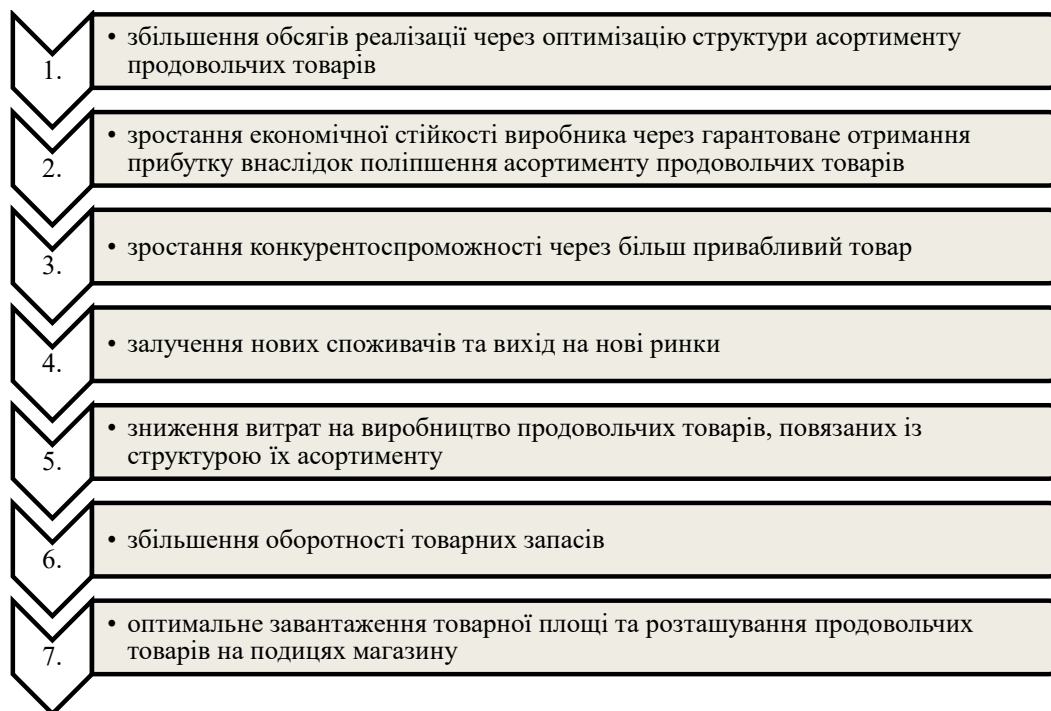 1.
• збільшення обсягів реалізації через оптимізацію структури асортименту
продовольчих товарів
2.
• зростання економічної стійкості виробника через гарантоване отримання
прибутку внаслідок поліпшення асортименту продовольчих товарів
3.
• зростання конкурентоспроможності через більш привабливий товар
4.
• залучення нових споживачів та вихід на нові ринки
5.
• зниження витрат на виробництво продовольчих товарів, повязаних із
структурою їх асортименту
6.
• збільшення оборотності товарних запасів
7.
• оптимальне завантаження товарної площі та розташування продовольчих
товарів на подицях магазину